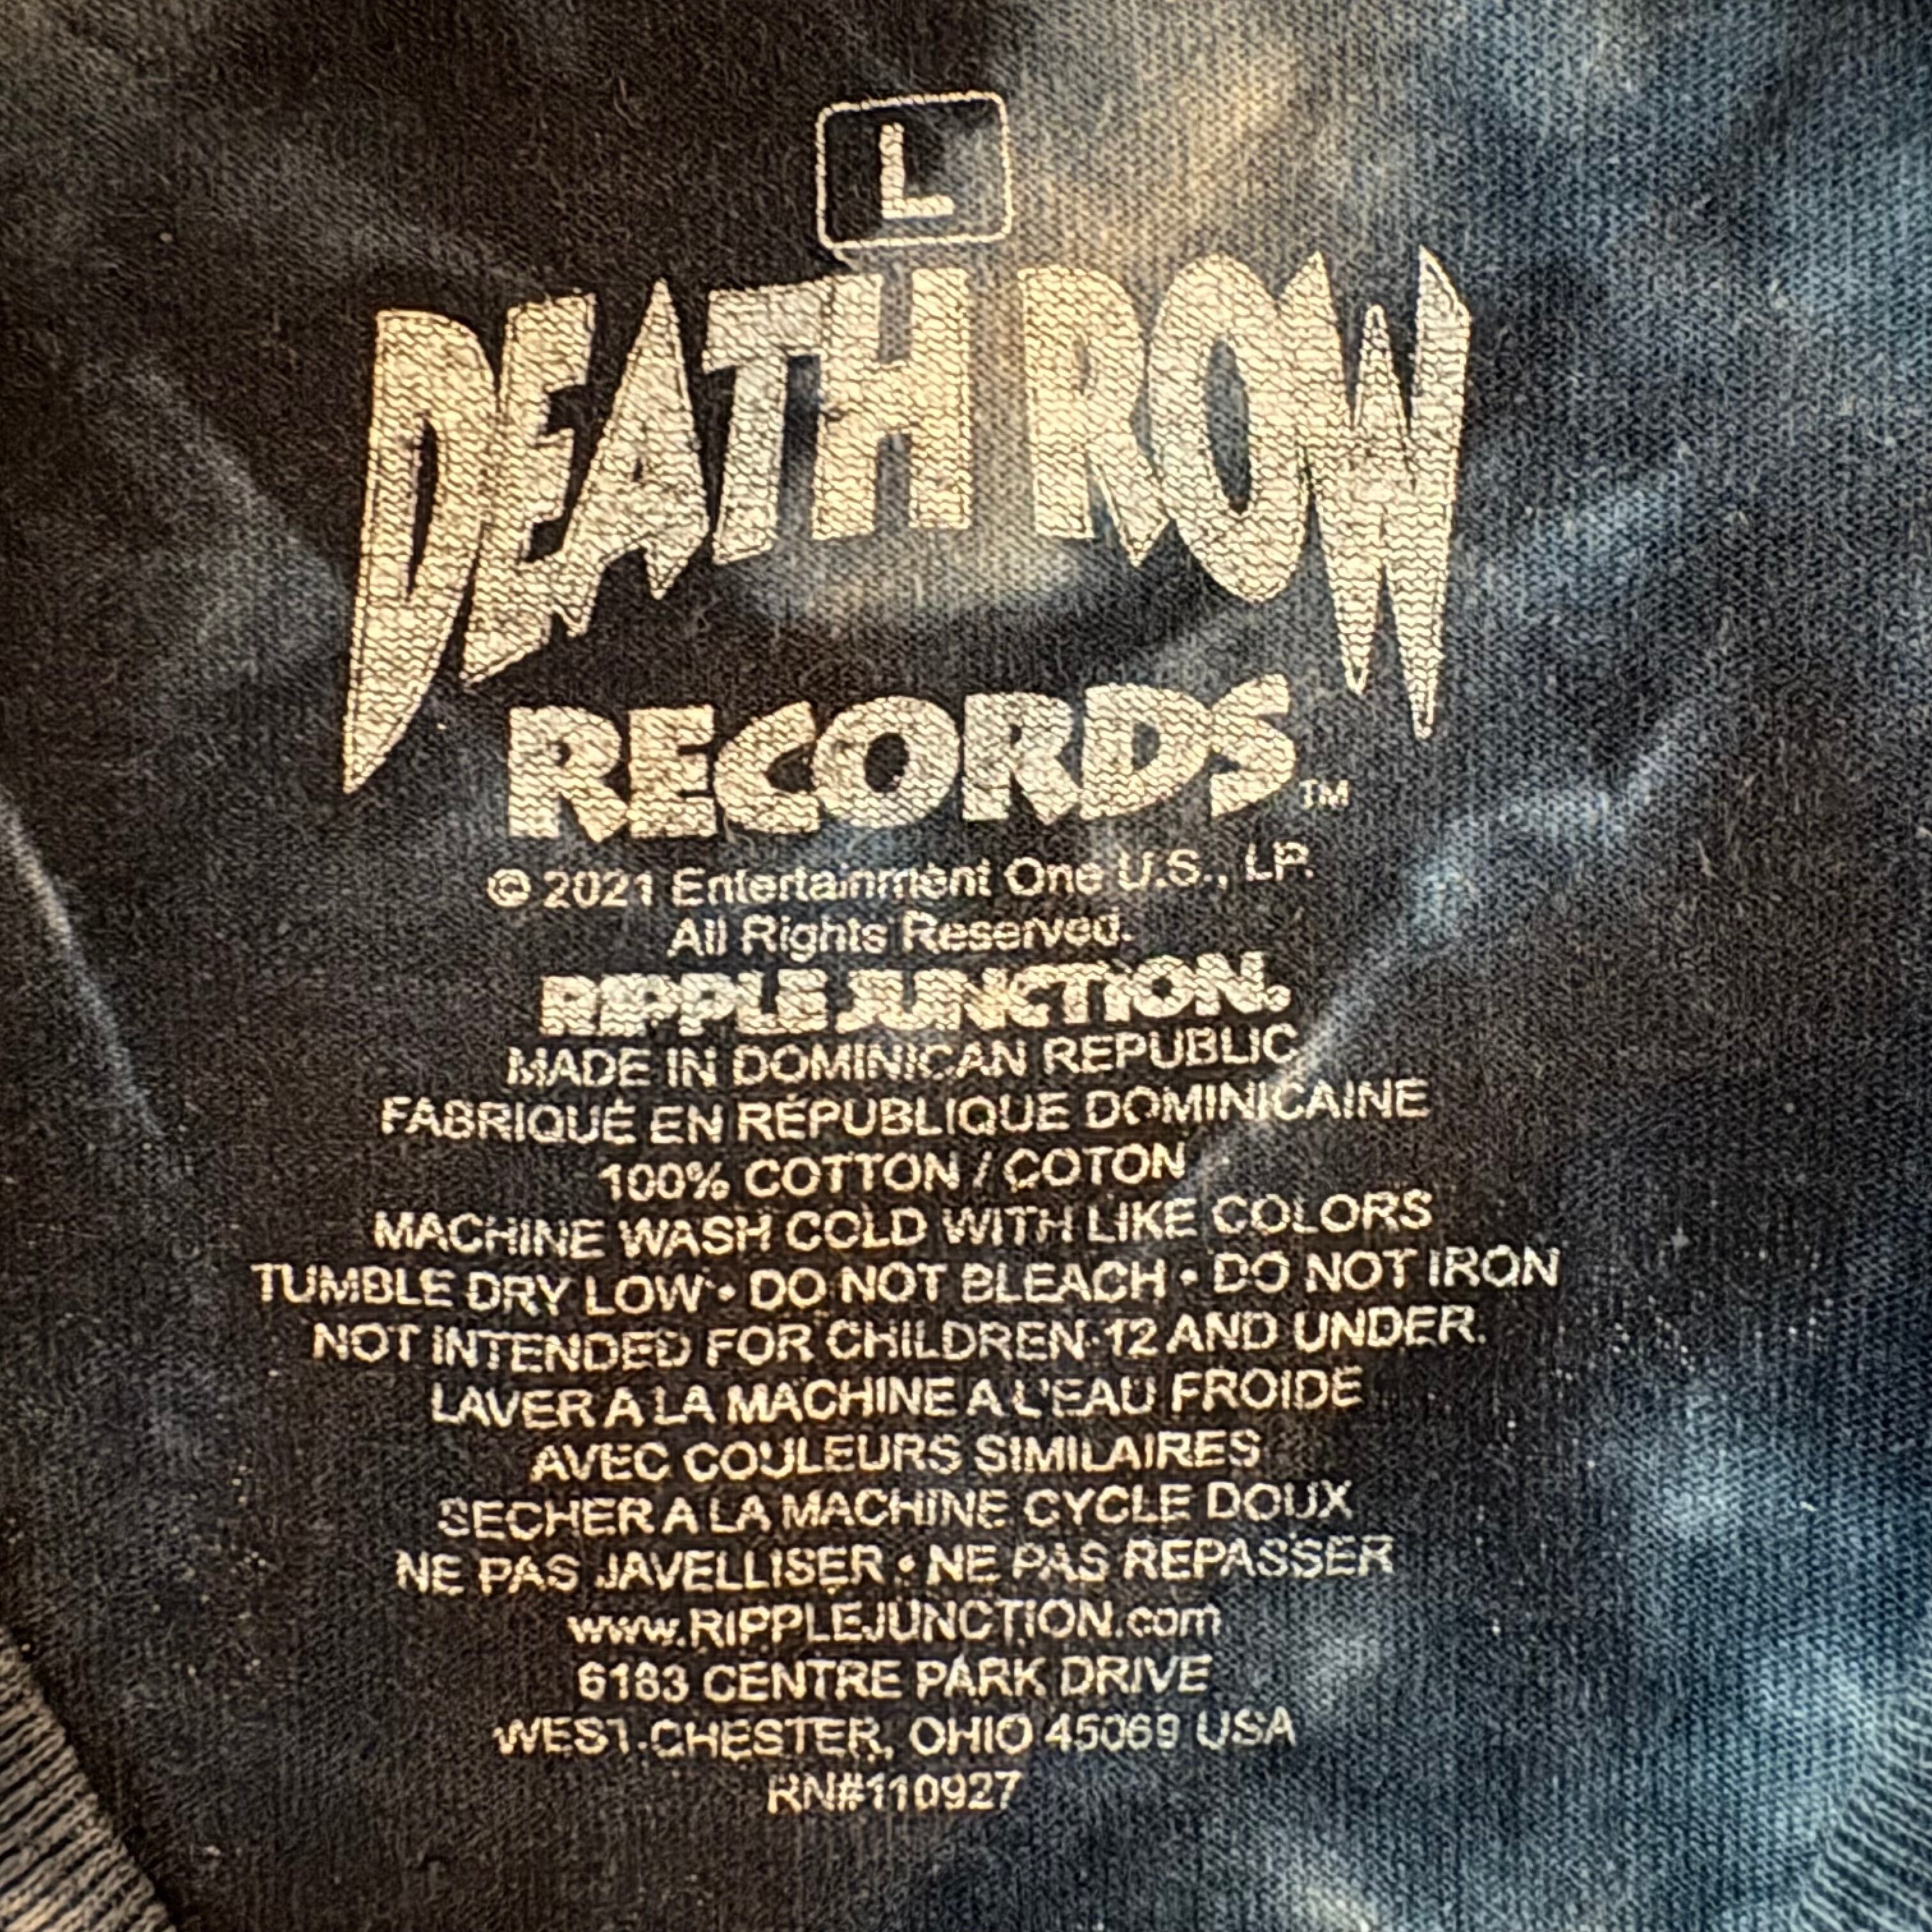 L
DEATH ROW
RECORDS™
© 2021 Entertainment One U.S., LP.
All Rights Reserved.
RIPPLE JUNCTION®
MADE IN DOMINICAN REPUBLIC
FABRIQUÉ EN RÉPUBLIQUE DOMINICAINE
100% COTTON / COTON
MACHINE WASH COLD WITH LIKE COLORS
TUMBLE DRY LOW • DO NOT BLEACH • DO NOT IRON
NOT INTENDED FOR CHILDREN 12 AND UNDER.
LAVER A LA MACHINE A L'EAU FROIDE
AVEC COULEURS SIMILAIRES
SECHER A LA MACHINE CYCLE DOUX
NE PAS JAVELLISER • NE PAS REPASSER
www.RIPPLEJUNCTION.com
6183 CENTRE PARK DRIVE
WEST CHESTER, OHIO 45069 USA
RN#110927